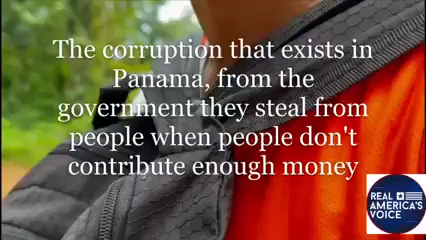 The corruption that exists in
Panama, from the
government they steal from
people when people don't
contribute enough money
REAL
AMERICA'S
VOICE